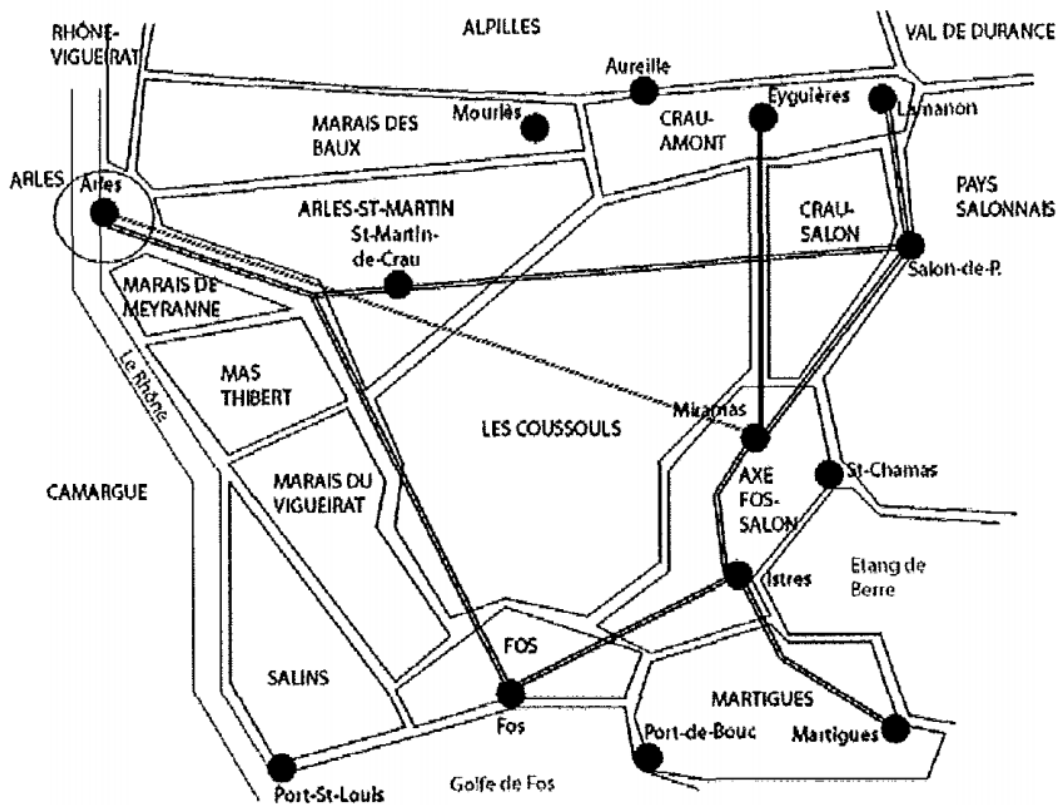 RHÔNE-
VIGUEIRAT
ALPILLES
VAL DE DURANCE
Aureille
Eyguières
Lamanon
MARAIS DES
BAUX
Mouriès
CRAU-
AMONT
ARLES
Arles
ARLES-ST-MARTIN
St-Martin-
de-Crau
CRAU-
SALON
PAYS
SALONNAIS
Salon-de-P.
MARAIS DE
MEYRANNE
Le Rhône
MAS
THIBERT
LES COUSSOULS
Miramas
CAMARGUE
MARAIS DU
VIGUEIRAT
AXE
FOS-
SALON
St-Chamas
Istres
Etang de
Berre
SALINS
FOS
Fos
MARTIGUES
Port-de-Bouc
Martigues
Port-St-Louis
Golfe de Fos